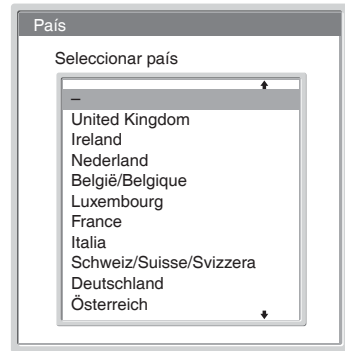 País
Seleccionar país
–
United Kingdom
Ireland
Nederland
België/Belgique
Luxembourg
France
Italia
Schweiz/Suisse/Svizzera
Deutschland
Österreich